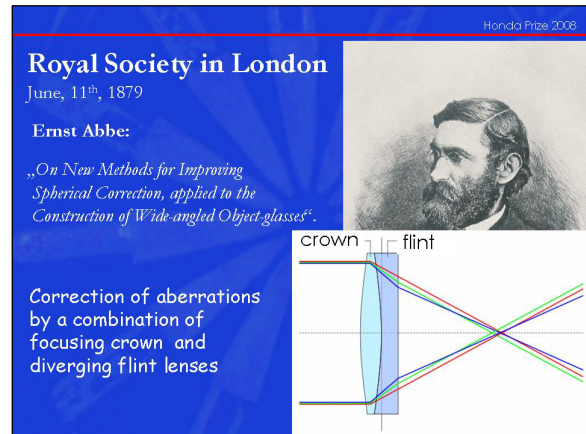 Honda Prize 2008
Royal Society in London
June, 11th, 1879
Ernst Abbe:
„On New Methods for Improving
Spherical Correction, applied to the
Construction of Wide-angled Object-glasses“.
crown flint
Correction of aberrations
by a combination of
focusing crown and
diverging flint lenses